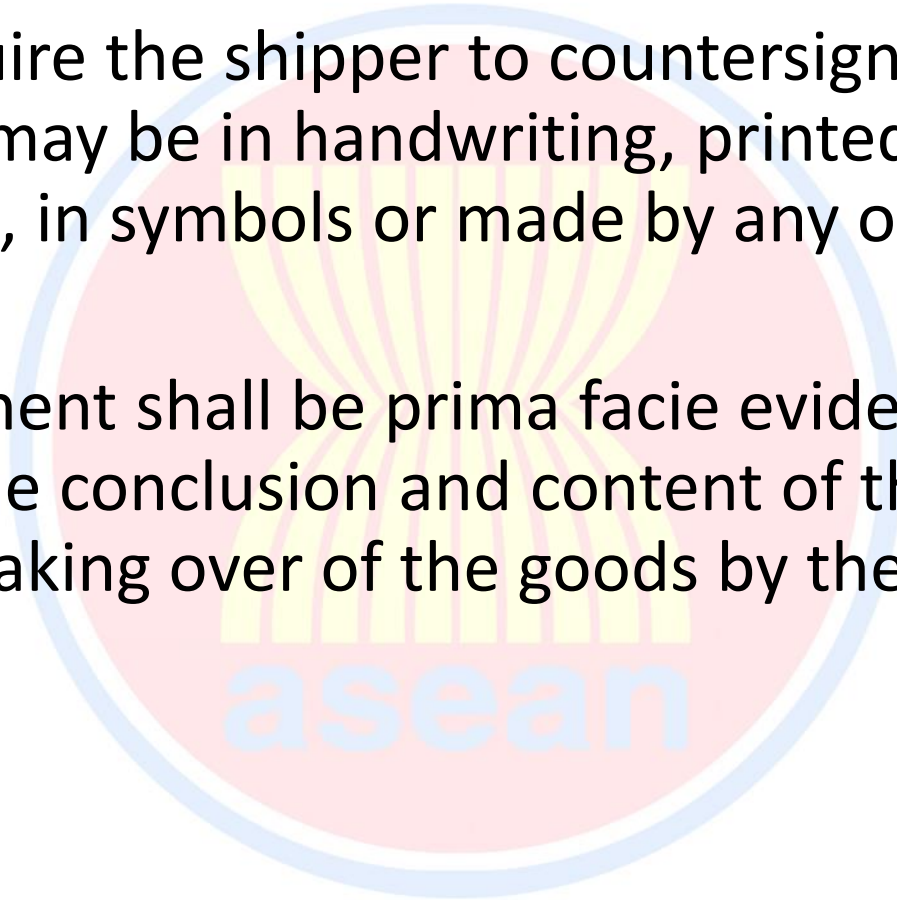 uire the shipper to countersign
may be in handwriting, printed
, in symbols or made by any o
ment shall be prima facie evide
e conclusion and content of th
aking over of the goods by the
asean